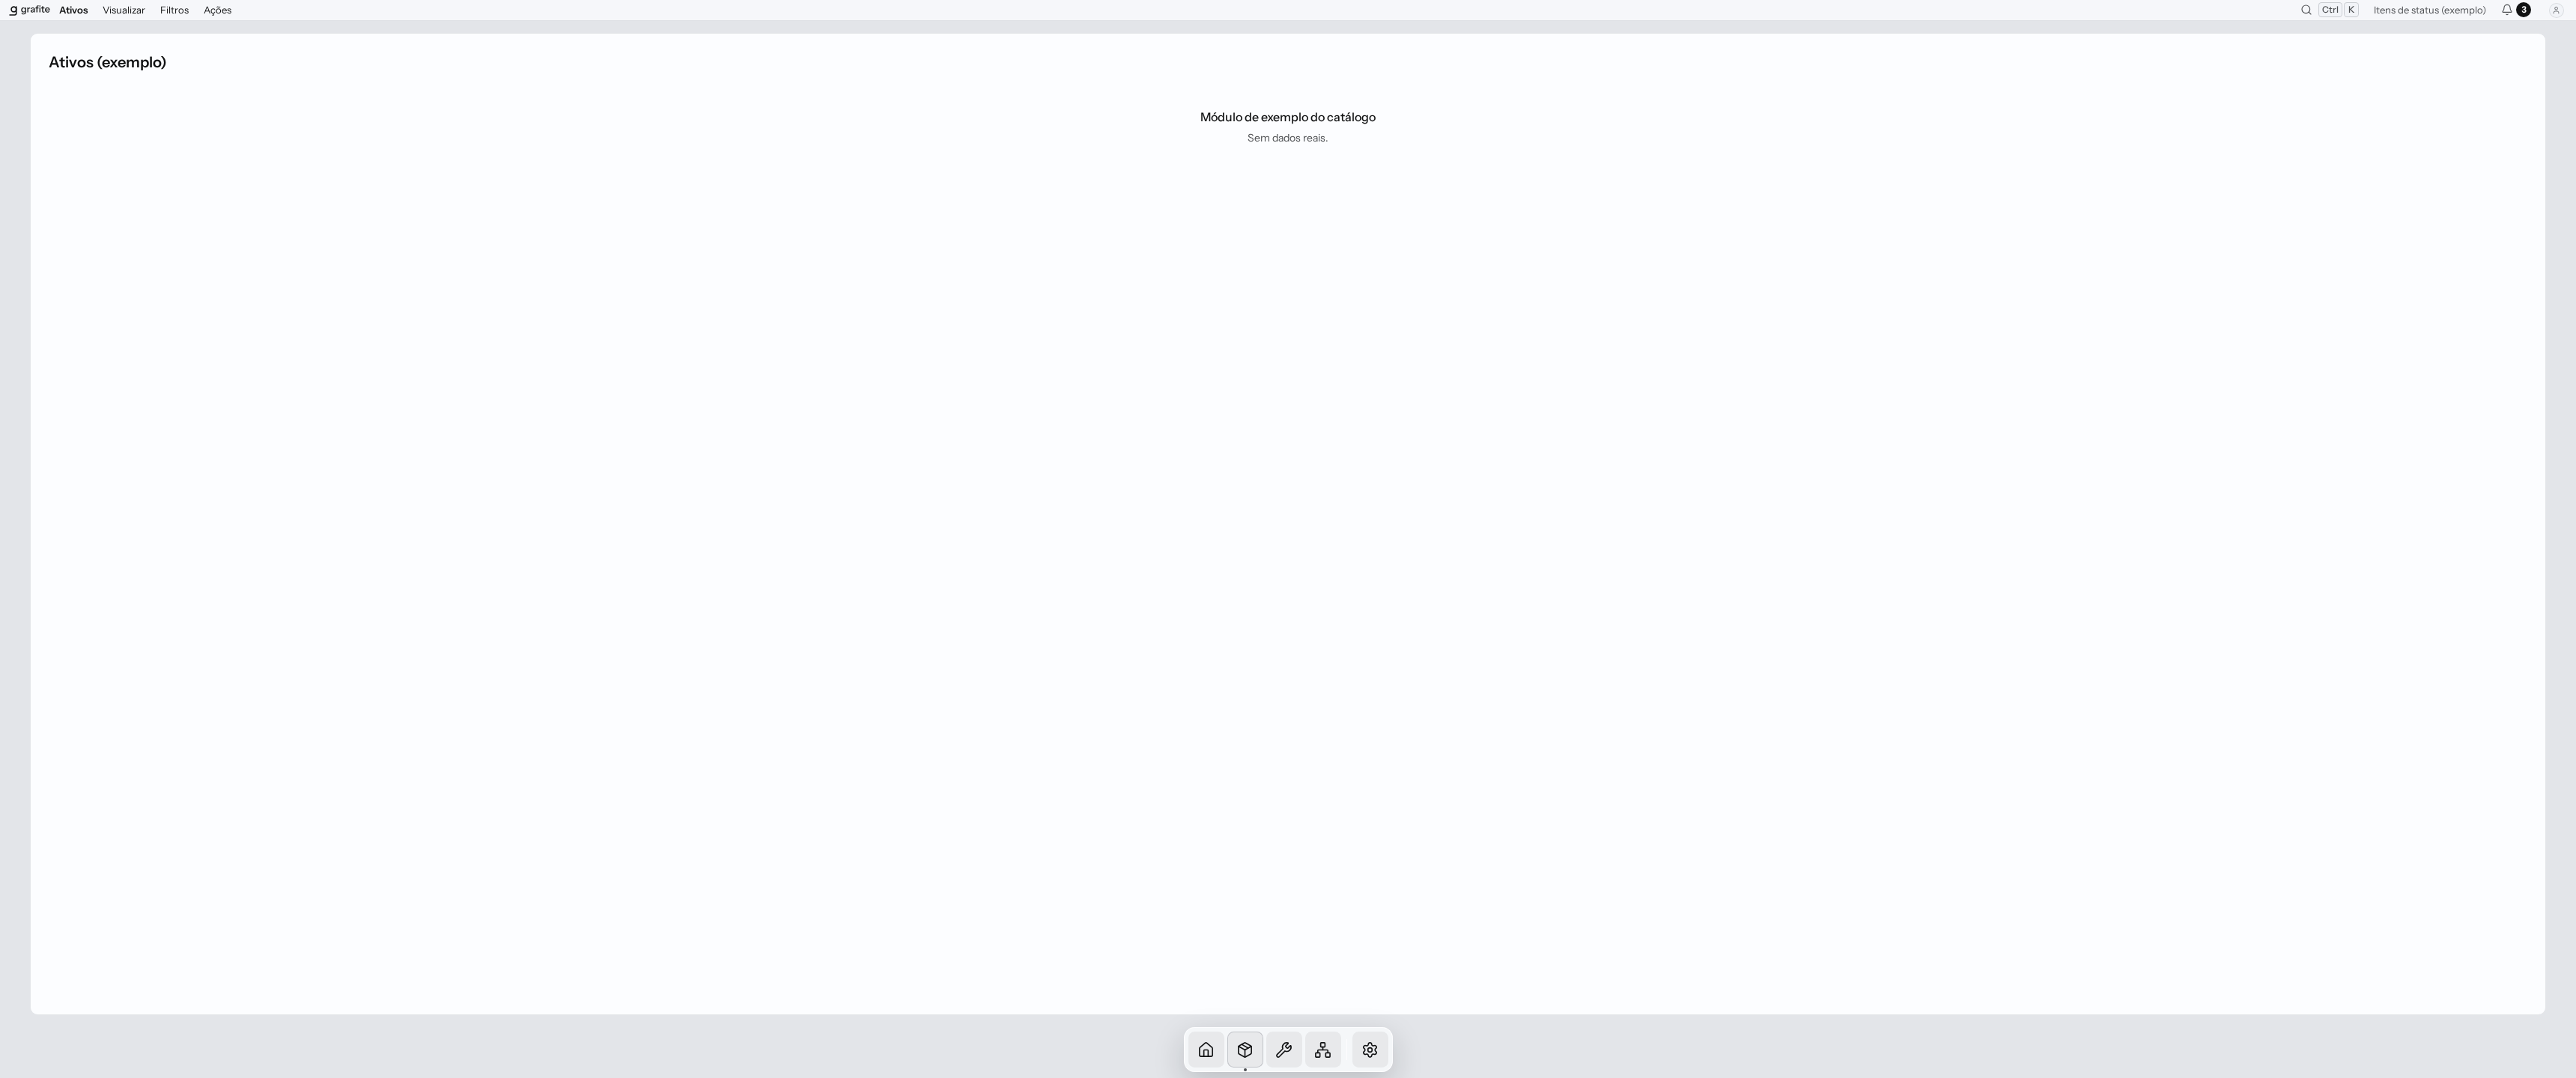 g grafite Ativos Visualizar Filtros Ações Ctrl K Itens de status (exemplo) 3
Ativos (exemplo)
Módulo de exemplo do catálogo
Sem dados reais.